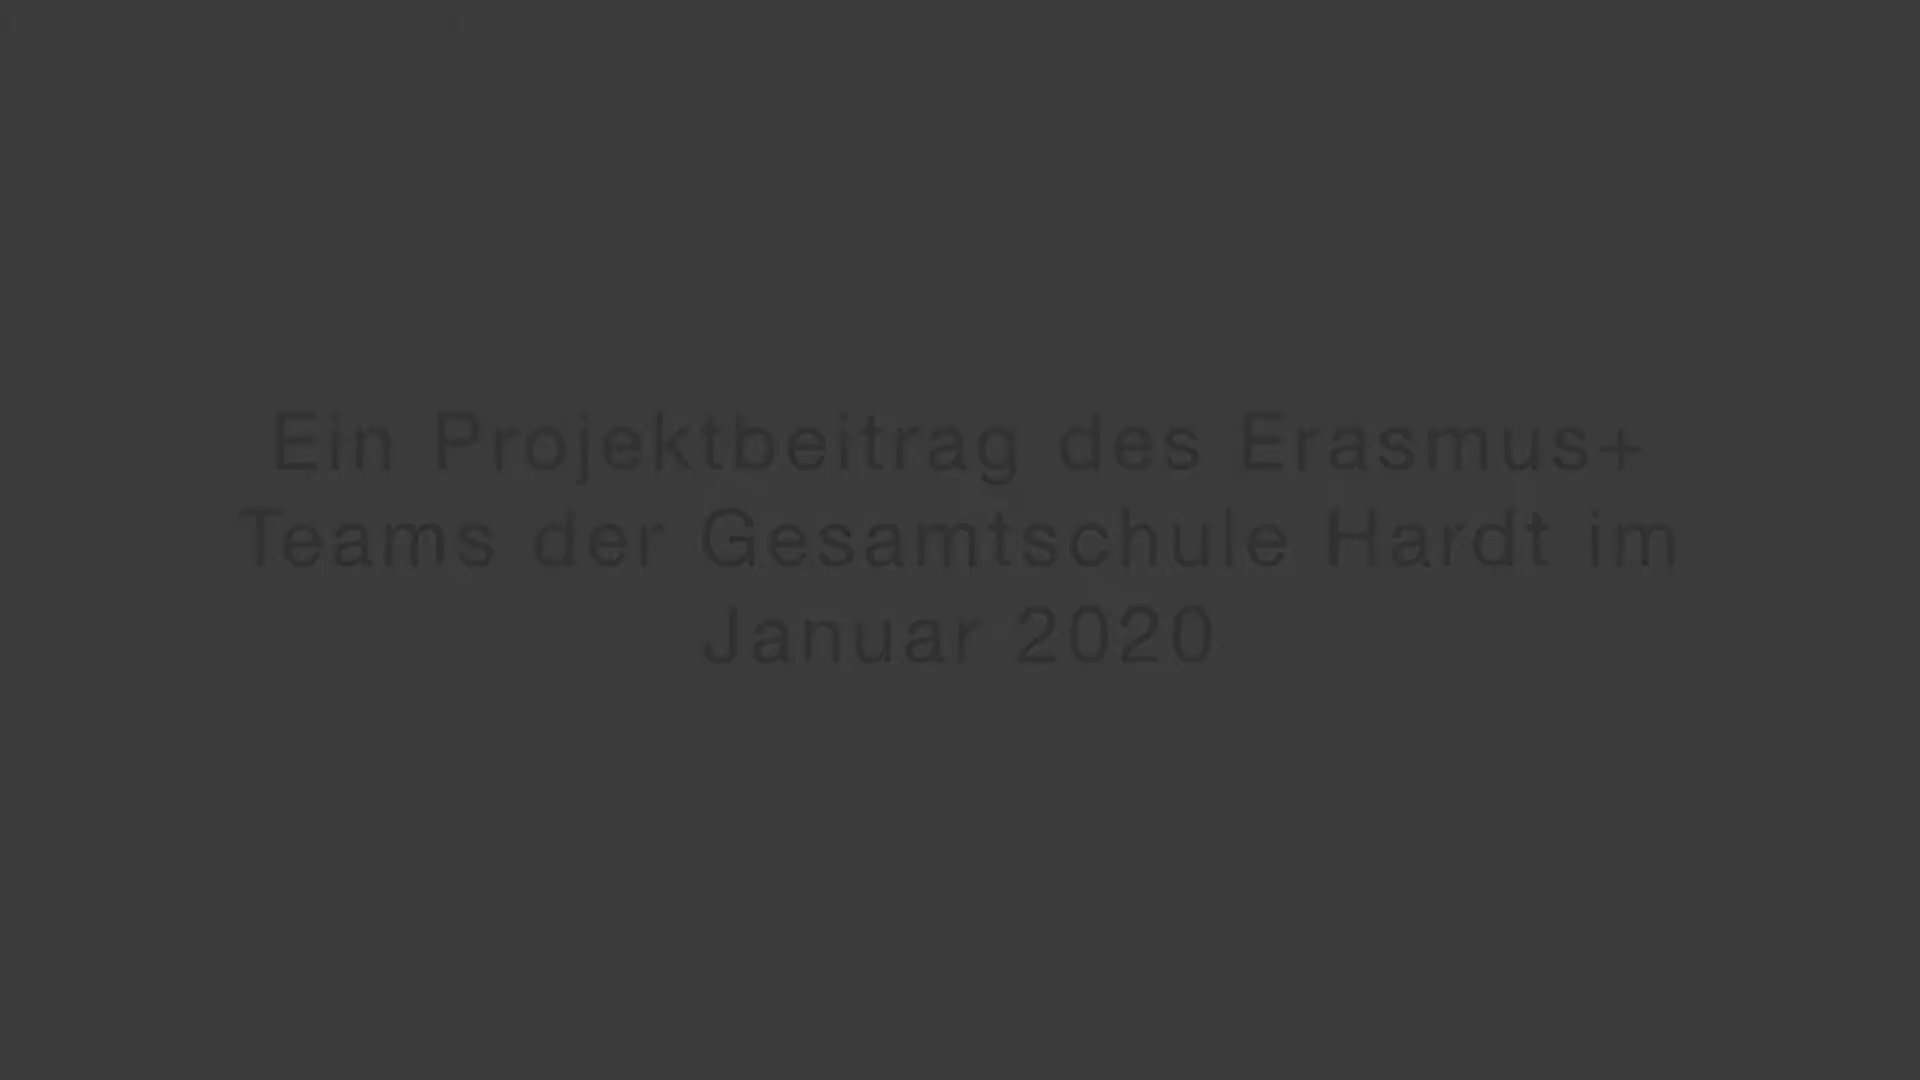 Ein Projektbeitrag des Erasmus+
Teams der Gesamtschule Hardt im
Januar 2020